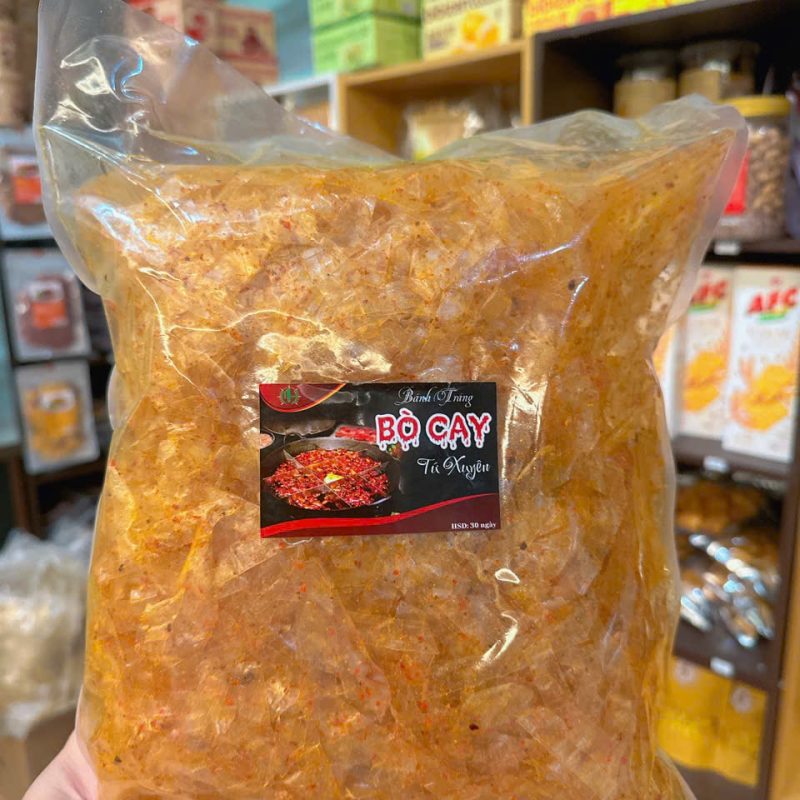 Bánh Tráng
BÒ CAY
Tứ Xuyên
HSD: 30 ngày
AFC
AFC